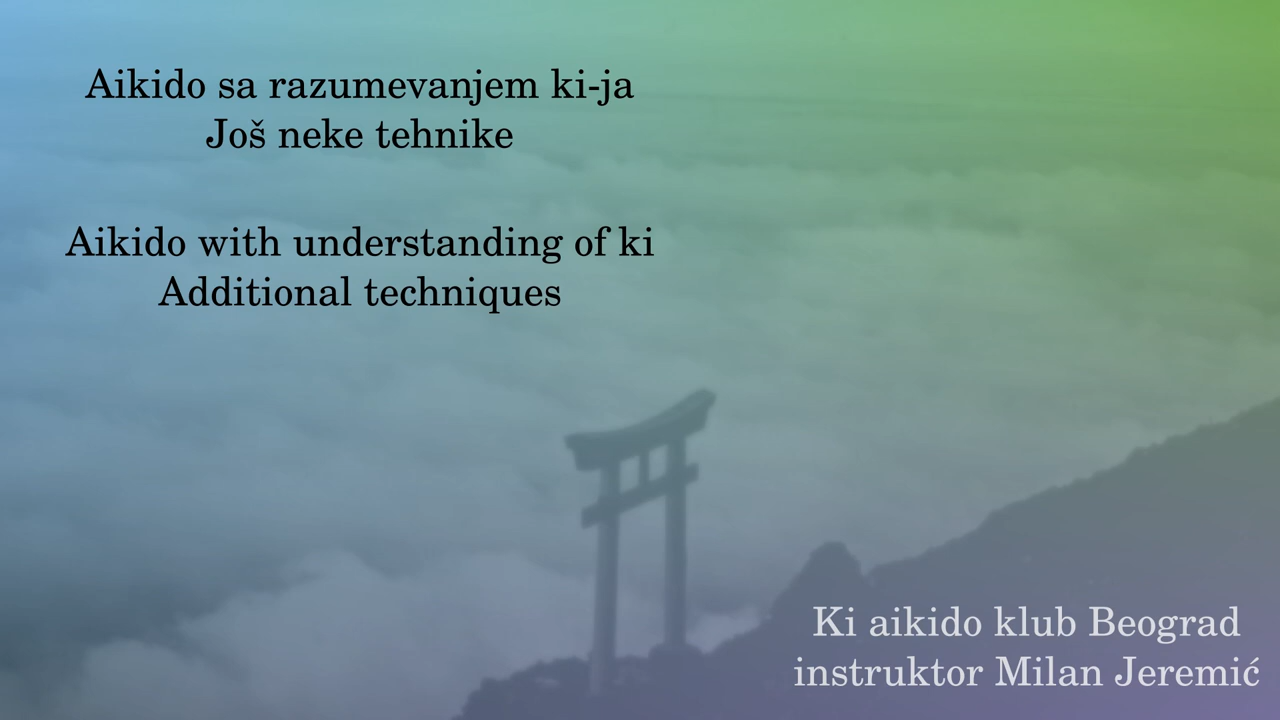 Aikido sa razumevanjem ki-ja
Još neke tehnike
Aikido with understanding of ki
Additional techniques
Ki aikido klub Beograd
instruktor Milan Jeremić